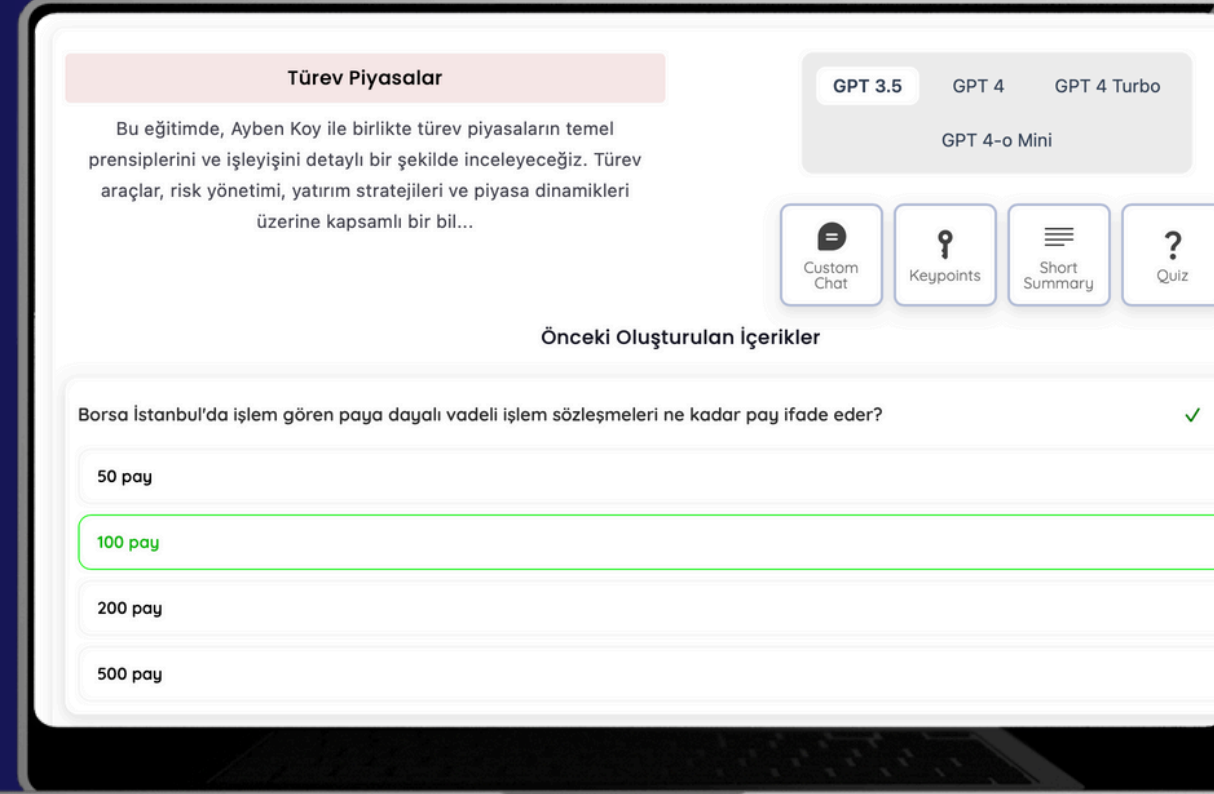 Türev Piyasalar
Bu eğitimde, Ayben Koy ile birlikte türev piyasaların temel
prensiplerini ve işleyişini detaylı bir şekilde inceleyeceğiz. Türev
araçlar, risk yönetimi, yatırım stratejileri ve piyasa dinamikleri
üzerine kapsamlı bir bil...
GPT 3.5
GPT 4
GPT 4 Turbo
GPT 4-o Mini
Custom
Chat
Keypoints
Short
Summary
?
Quiz
Önceki Oluşturulan İçerikler
Borsa İstanbul'da işlem gören paya dayalı vadeli işlem sözleşmeleri ne kadar pay ifade eder?
50 pay
100 pay
200 pay
500 pay